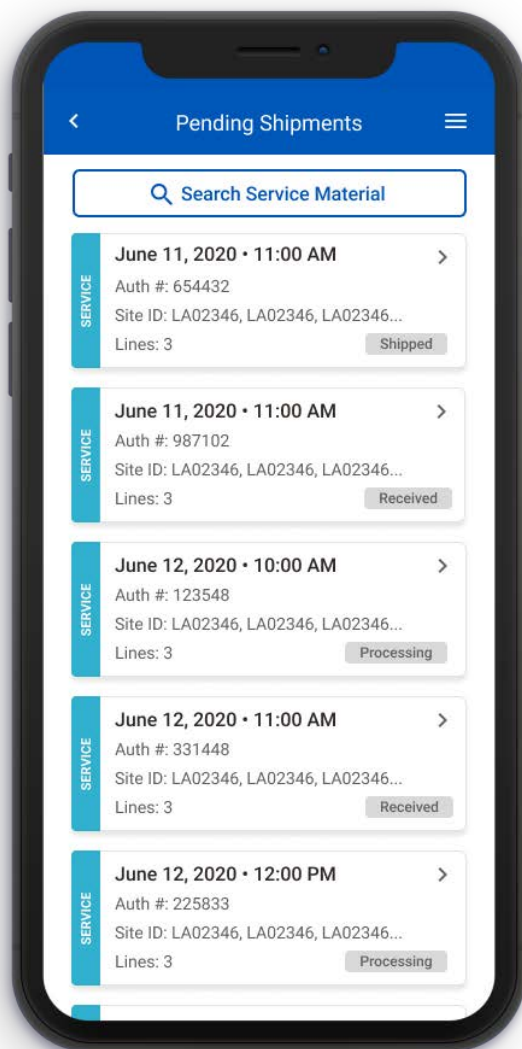 Pending Shipments
Search Service Material
SERVICE
June 11, 2020 • 11:00 AM
Auth #: 654432
Site ID: LA02346, LA02346, LA02346...
Lines: 3
Shipped
SERVICE
June 11, 2020 • 11:00 AM
Auth #: 987102
Site ID: LA02346, LA02346, LA02346...
Lines: 3
Received
SERVICE
June 12, 2020 • 10:00 AM
Auth #: 123548
Site ID: LA02346, LA02346, LA02346...
Lines: 3
Processing
SERVICE
June 12, 2020 • 11:00 AM
Auth #: 331448
Site ID: LA02346, LA02346, LA02346...
Lines: 3
Received
SERVICE
June 12, 2020 • 12:00 PM
Auth #: 225833
Site ID: LA02346, LA02346, LA02346...
Lines: 3
Processing